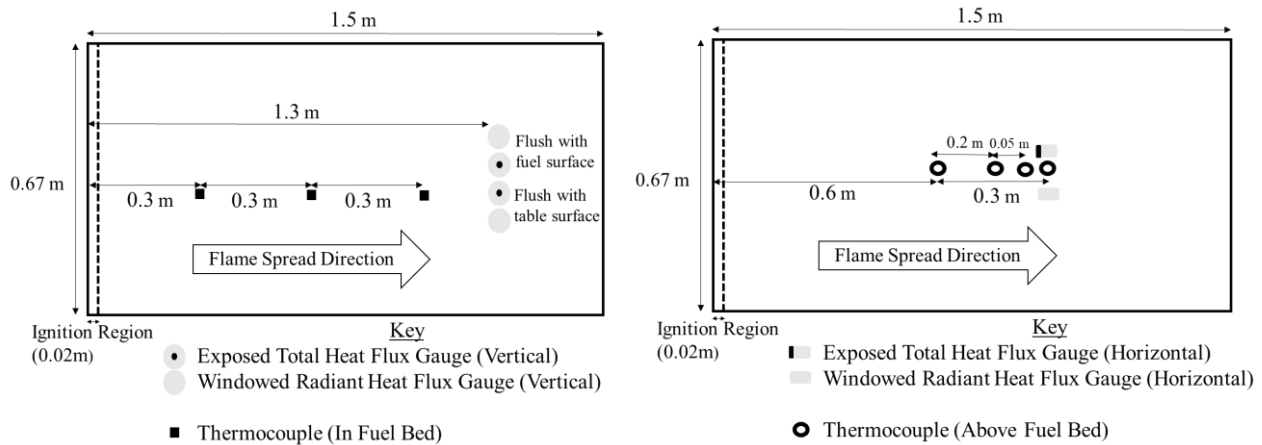 1.5 m
1.3 m
Flush with
fuel surface
Flush with
table surface
0.67 m
0.3 m
0.3 m
0.3 m
Flame Spread Direction
Ignition Region
(0.02m)
Key
Exposed Total Heat Flux Gauge (Vertical)
Windowed Radiant Heat Flux Gauge (Vertical)
Thermocouple (In Fuel Bed)
1.5 m
0.2 m
0.05 m
0.67 m
0.6 m
0.3 m
Flame Spread Direction
Ignition Region
(0.02m)
Key
Exposed Total Heat Flux Gauge (Horizontal)
Windowed Radiant Heat Flux Gauge (Horizontal)
Thermocouple (Above Fuel Bed)